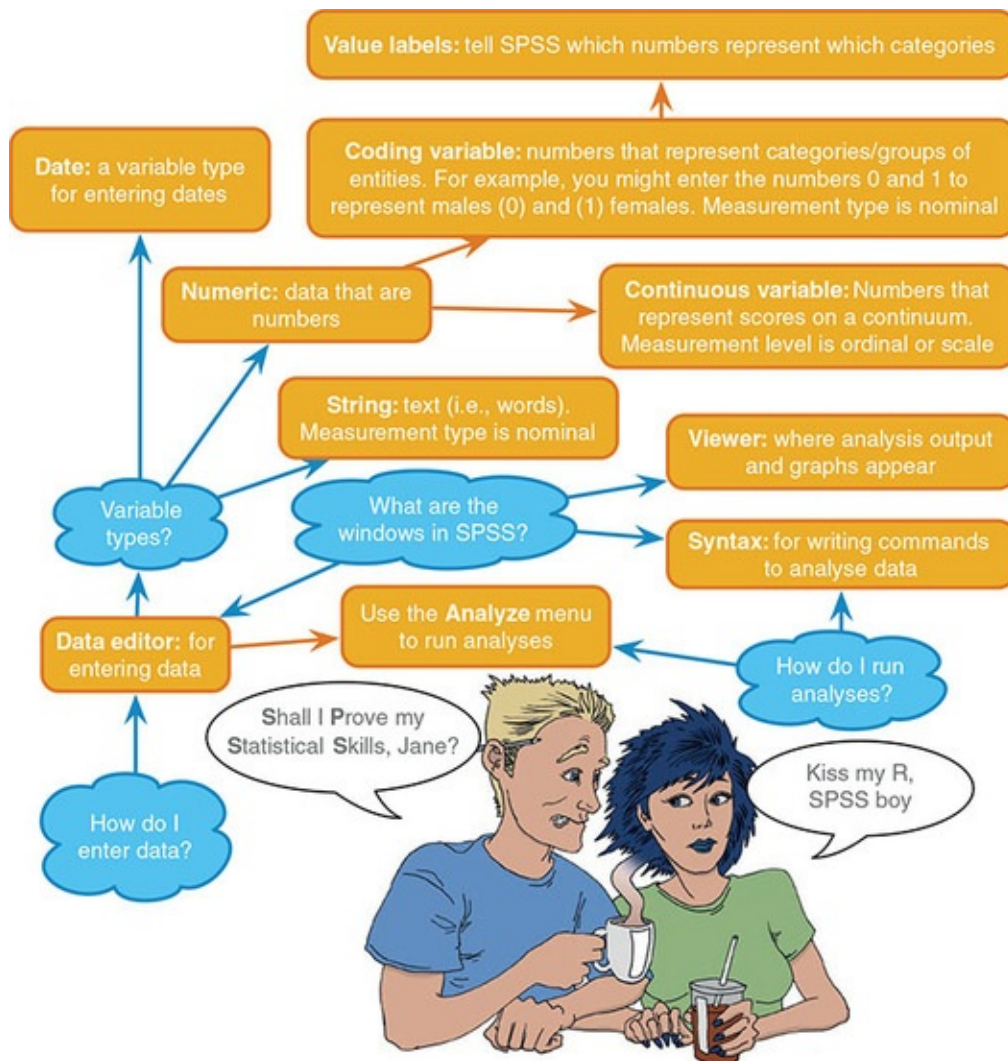 Value labels: tell SPSS which numbers represent which categories
Date: a variable type
for entering dates
Coding variable: numbers that represent categories/groups of
entities. For example, you might enter the numbers 0 and 1 to
represent males (0) and (1) females. Measurement type is nominal
Numeric: data that are
numbers
Continuous variable: Numbers that
represent scores on a continuum.
Measurement level is ordinal or scale
String: text (i.e., words).
Measurement type is nominal
Viewer: where analysis output
and graphs appear
Variable
types?
What are the
windows in SPSS?
Syntax: for writing commands
to analyse data
Data editor: for
entering data
Use the Analyze menu
to run analyses
How do I run
analyses?
Shall I Prove my
Statistical Skills, Jane?
Kiss my R,
SPSS boy
How do I
enter data?